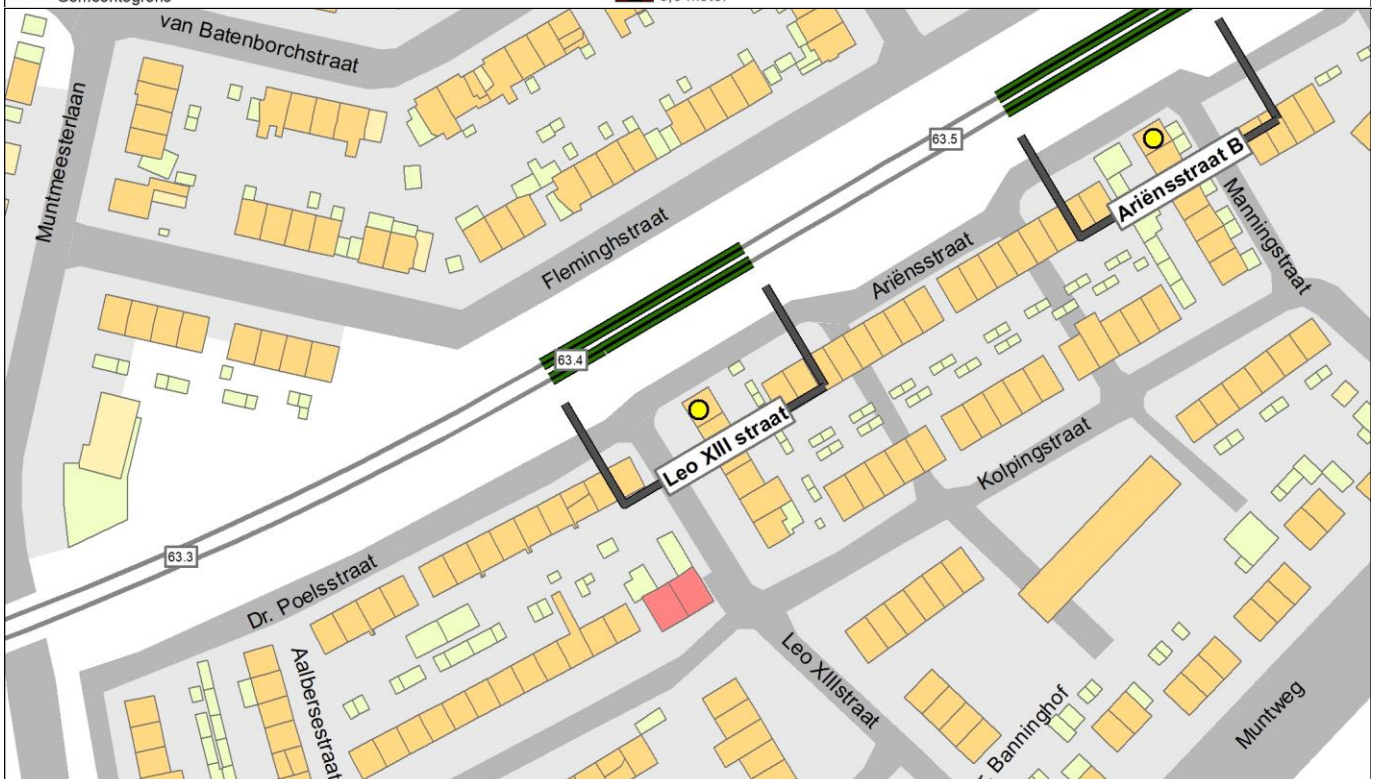 van Batenborchstraat
Muntmeesterlaan
63.5
Ariënsstraat B
Manningstraat
Fleminghstraat
Ariënsstraat
63.4
Leo XIII straat
Kolpingstraat
63.3
Dr. Poelsstraat
Aalbersestraat
Leo XIIIstraat
Banninghof
Muntweg